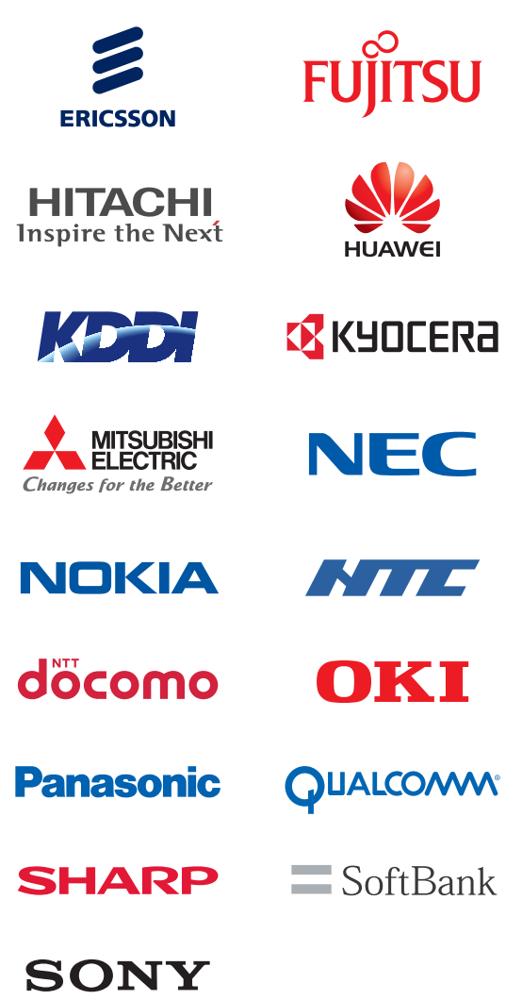 ERICSSON
FUJITSU
HITACHI
Inspire the Next
HUAWEI
KDDI
KYOCERA
MITSUBISHI
ELECTRIC
Changes for the Better
NEC
NOKIA
NTC
NTT
docomo
OKI
Panasonic
QUALCOMM®
SHARP
SoftBank
SONY